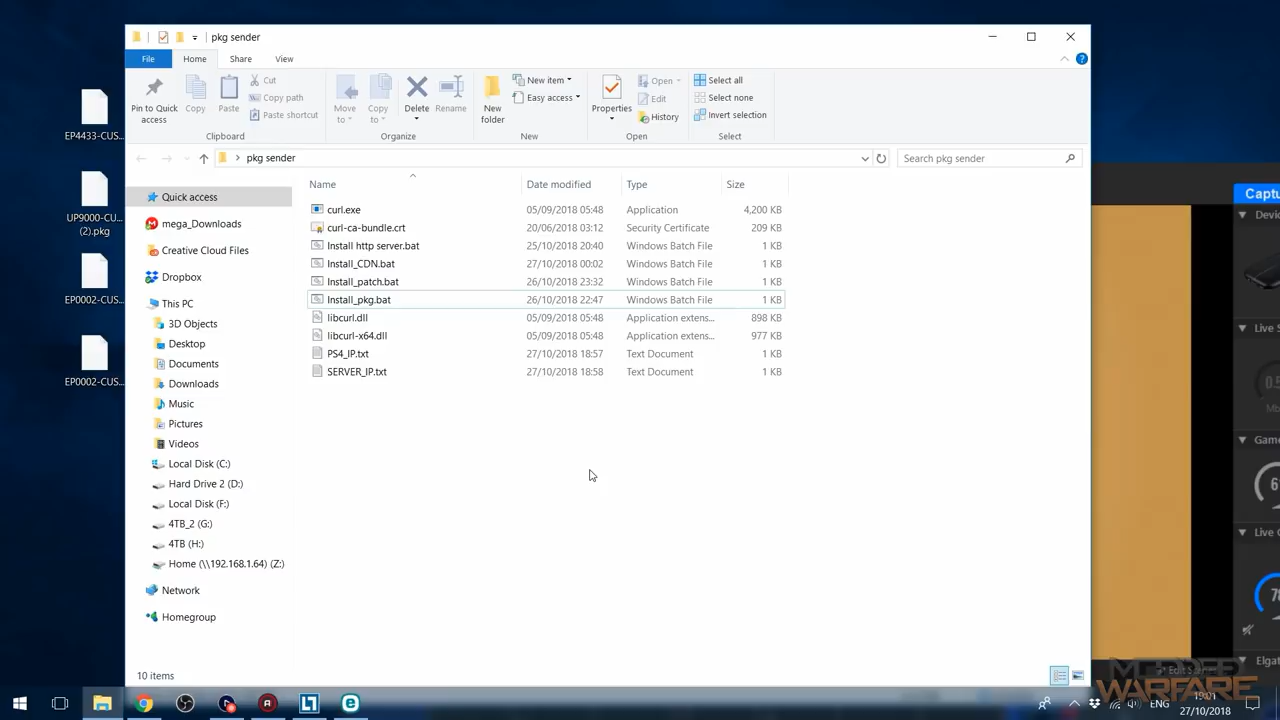 pkg sender
File Home Share View
Pin to Quick access
Copy
Paste
Cut
Copy path
Paste shortcut
Clipboard
Move to
Copy to
Delete
Rename
Organize
New folder
New item
Easy access
New
Properties
Open
Edit
History
Open
Select all
Select none
Invert selection
Select
pkg sender
Search pkg sender
Name Date modified Type Size
curl.exe 05/09/2018 05:48 Application 4,200 KB
curl-ca-bundle.crt 20/06/2018 03:12 Security Certificate 209 KB
Install http server.bat 25/10/2018 20:40 Windows Batch File 1 KB
Install_CDN.bat 27/10/2018 00:02 Windows Batch File 1 KB
Install_patch.bat 26/10/2018 23:32 Windows Batch File 1 KB
Install_pkg.bat 26/10/2018 22:47 Windows Batch File 1 KB
libcurl.dll 05/09/2018 05:48 Application extens... 898 KB
libcurl-x64.dll 05/09/2018 05:48 Application extens... 977 KB
PS4_IP.txt 27/10/2018 18:57 Text Document 1 KB
SERVER_IP.txt 27/10/2018 18:58 Text Document 1 KB
Quick access
mega_Downloads
Creative Cloud Files
Dropbox
This PC
3D Objects
Desktop
Documents
Downloads
Music
Pictures
Videos
Local Disk (C:)
Hard Drive 2 (D:)
Local Disk (F:)
4TB_2 (G:)
4TB (H:)
Home (\\192.168.1.64) (Z:)
Network
Homegroup
10 items
EP4433-CUS...
UP9000-CU...
(2).pkg
EP0002-CUS...
EP0002-CUS...
Captu
Devic
Live S
Game
6
Live C
Elgat
MODDED
WARFARE
ENG
19:01
27/10/2018